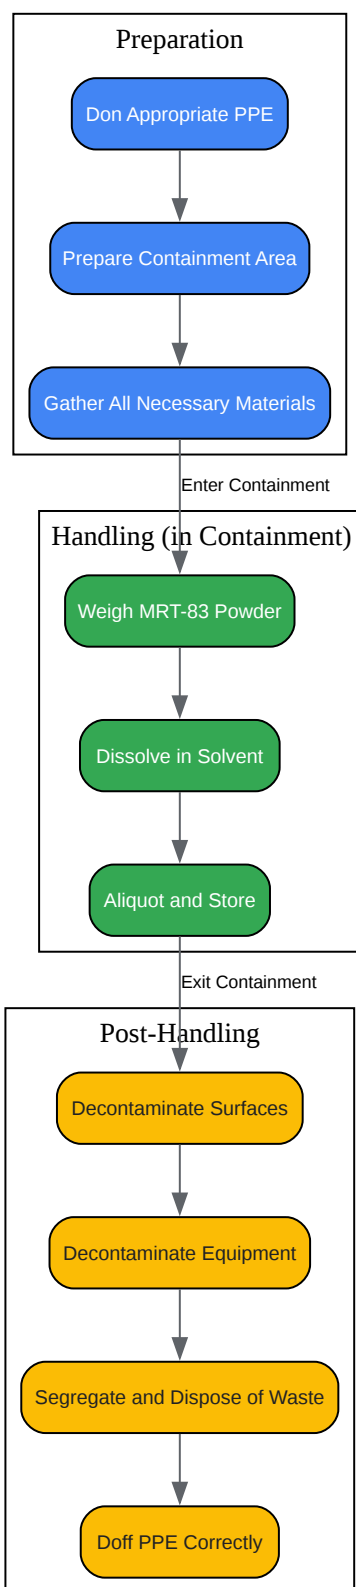 Preparation
Don Appropriate PPE
Prepare Containment Area
Gather All Necessary Materials
Enter Containment
Handling (in Containment)
Weigh MRT-83 Powder
Dissolve in Solvent
Aliquot and Store
Exit Containment
Post-Handling
Decontaminate Surfaces
Decontaminate Equipment
Segregate and Dispose of Waste
Doff PPE Correctly